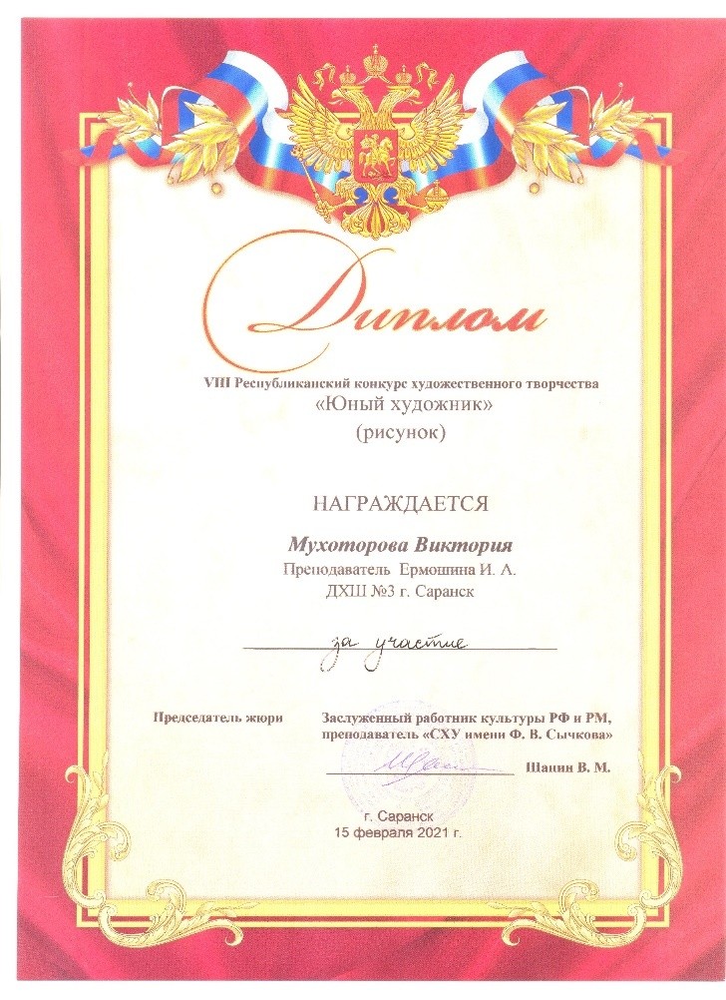 Диплом
VIII Республиканский конкурс художественного творчества
«Юный художник»
(рисунок)
НАГРАЖДАЕТСЯ
Мухоторова Виктория
Преподаватель Ермошина И. А.
ДХШ №3 г. Саранск
за участие
Председатель жюри Заслуженный работник культуры РФ и РМ,
преподаватель «СХУ имени Ф. В. Сычкова»
Шанин В. М.
г. Саранск
15 февраля 2021 г.